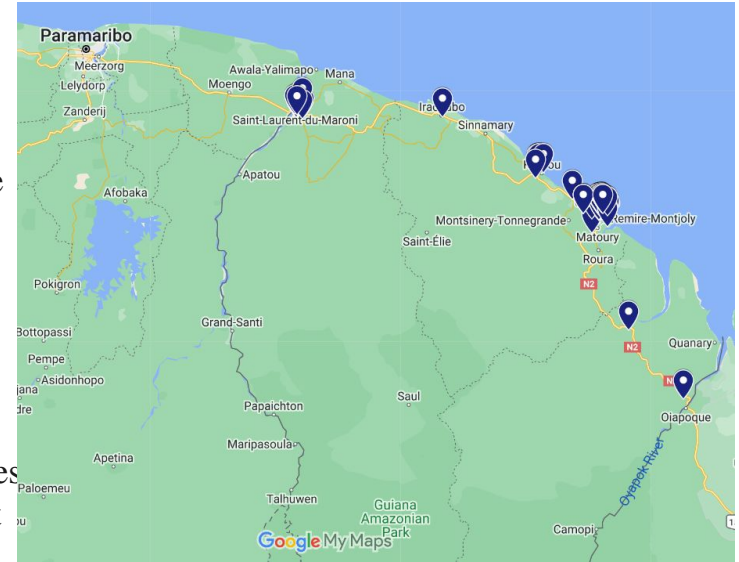 Paramaribo
Meerzorg
Lelydorp
Zanderij
Moengo
Awala-Yalimapo
Mana
Saint-Laurent-du-Maroni
Sinnamary
Apatou
Afobaka
Montsinery-Tonnegrande
Remire-Montjoly
Matoury
Saint-Élie
Roura
N2
Pokigron
Grand-Santi
Bottopassi
N2
Quanary
Pempe
Asidonhopo
Saul
Papaichton
Oiapoque
Maripasoula
Apetina
Oyapok River
Paloemeu
Talhuwen
Guiana
Amazonian
Park
Camopi
Google My Maps